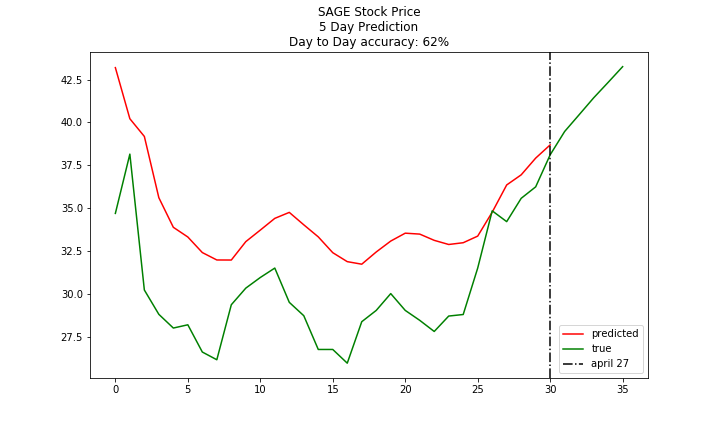 SAGE Stock Price
5 Day Prediction
Day to Day accuracy: 62%
42.5
40.0
37.5
35.0
32.5
30.0
27.5
0 5 10 15 20 25 30 35
predicted
true
april 27